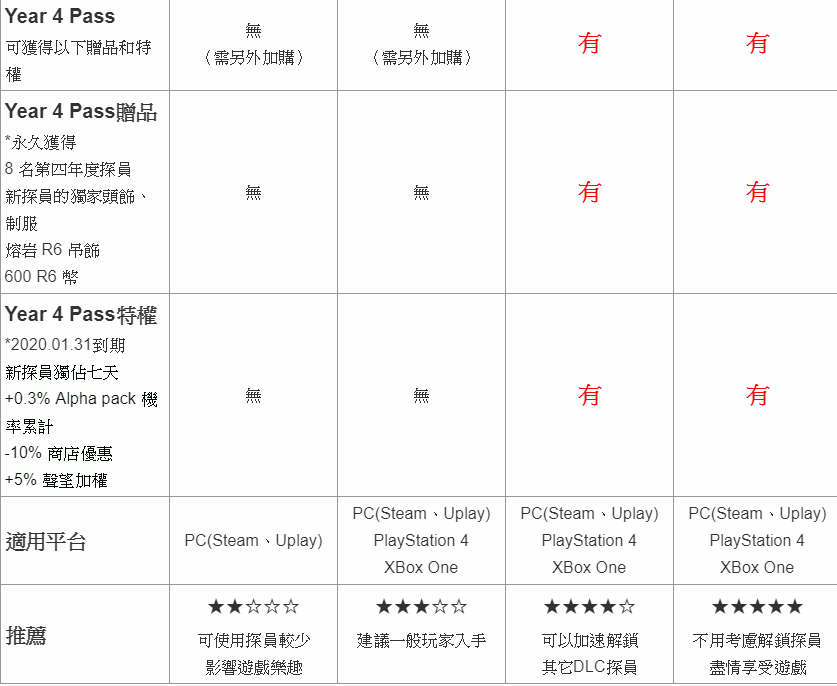 Year 4 Pass
可獲得以下贈品和特
權
無
（需另外加購）
無
（需另外加購）
有
有
Year 4 Pass贈品
*永久獲得
8 名第四年度探員
新探員的獨家頭飾、
制服
熔岩 R6 吊飾
600 R6 幣
無
無
有
有
Year 4 Pass特權
*2020.01.31到期
新探員獨佔七天
+0.3% Alpha pack 機
率累計
-10% 商店優惠
+5% 聲望加權
無
無
有
有
適用平台
PC(Steam、Uplay)
PC(Steam、Uplay)
PlayStation 4
XBox One
PC(Steam、Uplay)
PlayStation 4
XBox One
PC(Steam、Uplay)
PlayStation 4
XBox One
推薦
★★☆☆☆
可使用探員較少
影響遊戲樂趣
★★★☆☆
建議一般玩家入手
★★★★☆
可以加速解鎖
其它DLC探員
★★★★★
不用考慮解鎖探員
盡情享受遊戲